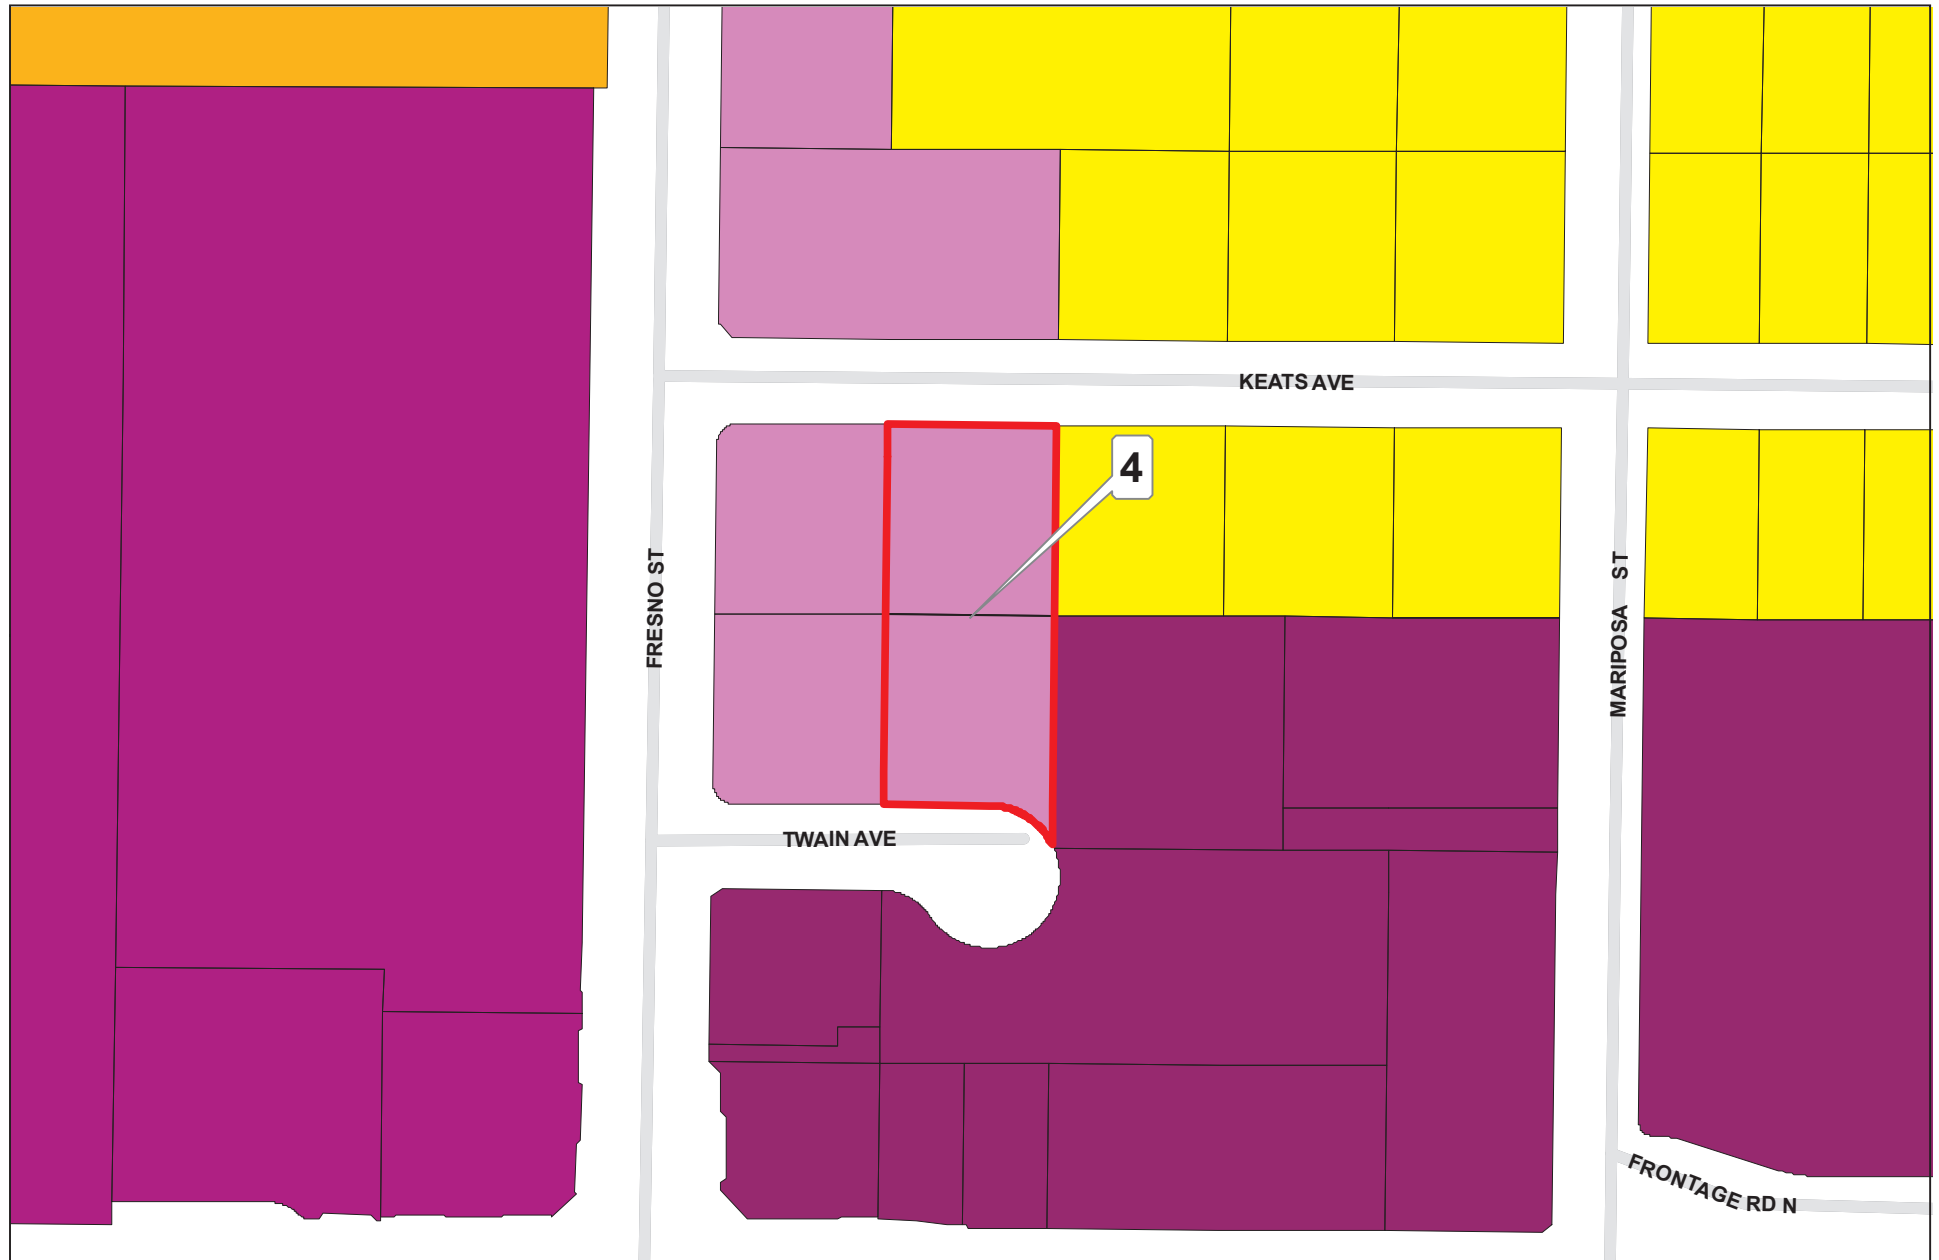 KEATS AVE
4
FRESNO ST
MARIPOSA ST
TWAIN AVE
FRONTAGE RD N